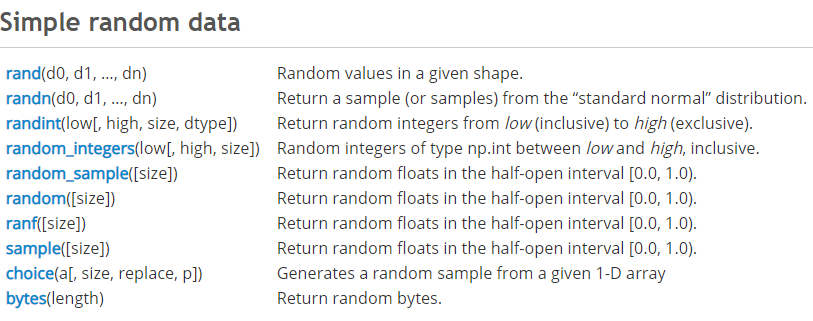 Simple random data
rand(d0, d1, ..., dn) Random values in a given shape.
randn(d0, d1, ..., dn) Return a sample (or samples) from the “standard normal” distribution.
randint(low[, high, size, dtype]) Return random integers from low (inclusive) to high (exclusive).
random_integers(low[, high, size]) Random integers of type np.int between low and high, inclusive.
random_sample([size]) Return random floats in the half-open interval [0.0, 1.0).
random([size]) Return random floats in the half-open interval [0.0, 1.0).
ranf([size]) Return random floats in the half-open interval [0.0, 1.0).
sample([size]) Return random floats in the half-open interval [0.0, 1.0).
choice(a[, size, replace, p]) Generates a random sample from a given 1-D array
bytes(length) Return random bytes.